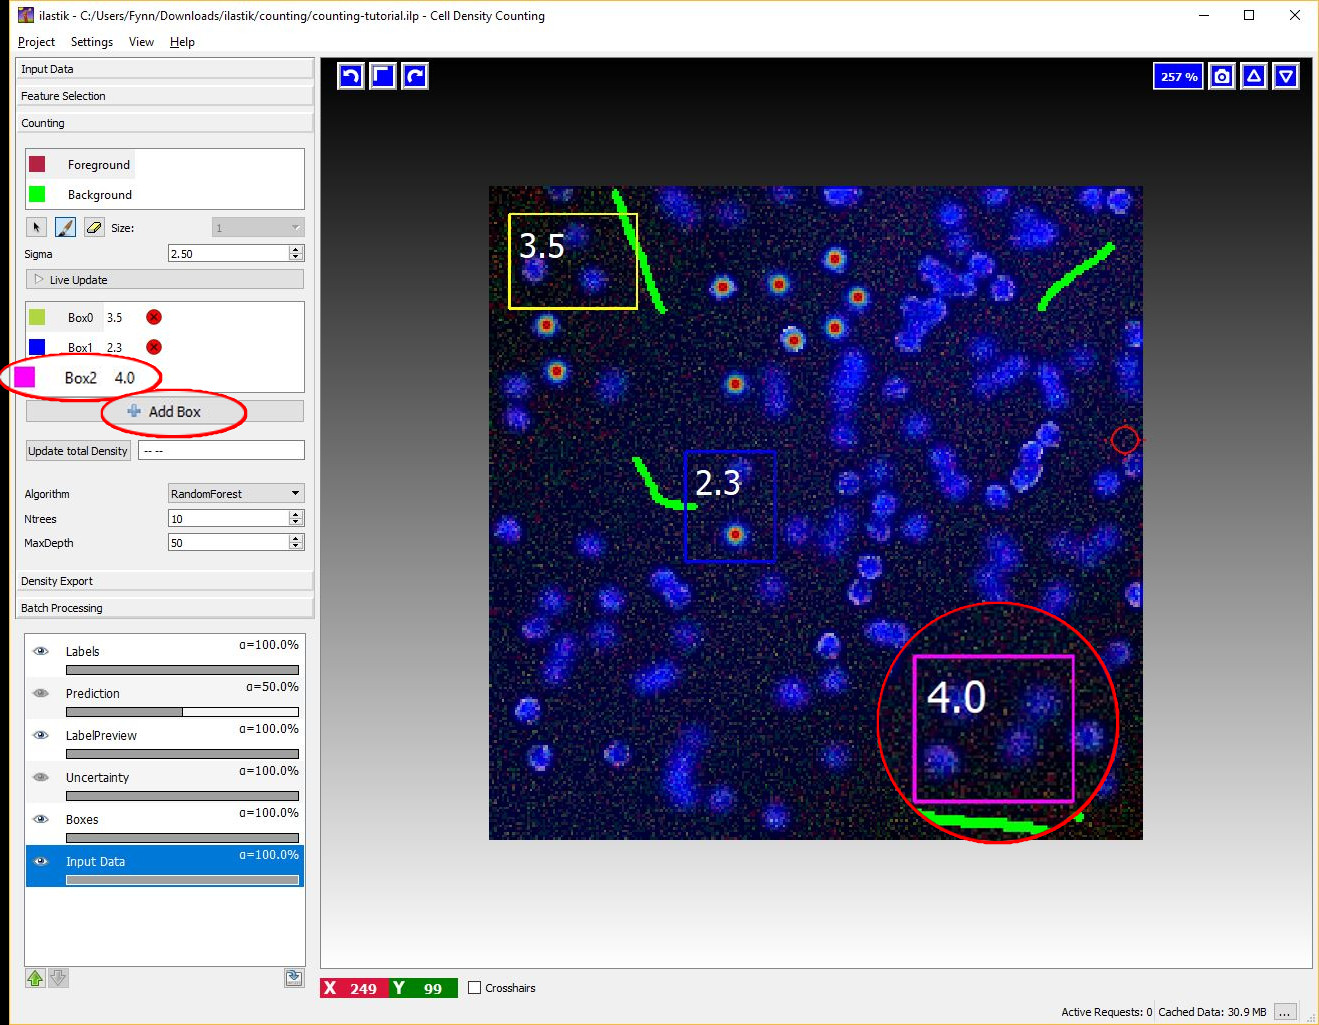 ilastik - C:/Users/Fynn/Downloads/ilastik/counting/counting-tutorial.ilp - Cell Density Counting
Project Settings View Help
Input Data
Feature Selection
Counting
Foreground
Background
Size: 1
Sigma 2.50
Live Update
Box0 3.5
Box1 2.3
Box2 4.0
Add Box
Update total Density -- --
Algorithm RandomForest
Ntrees 10
MaxDepth 50
Density Export
Batch Processing
Labels α=100.0%
Prediction α=50.0%
LabelPreview α=100.0%
Uncertainty α=100.0%
Boxes α=100.0%
Input Data α=100.0%
257 %
3.5
2.3
4.0
X 249 Y 99 Crosshairs
Active Requests: 0 Cached Data: 30.9 MB ...